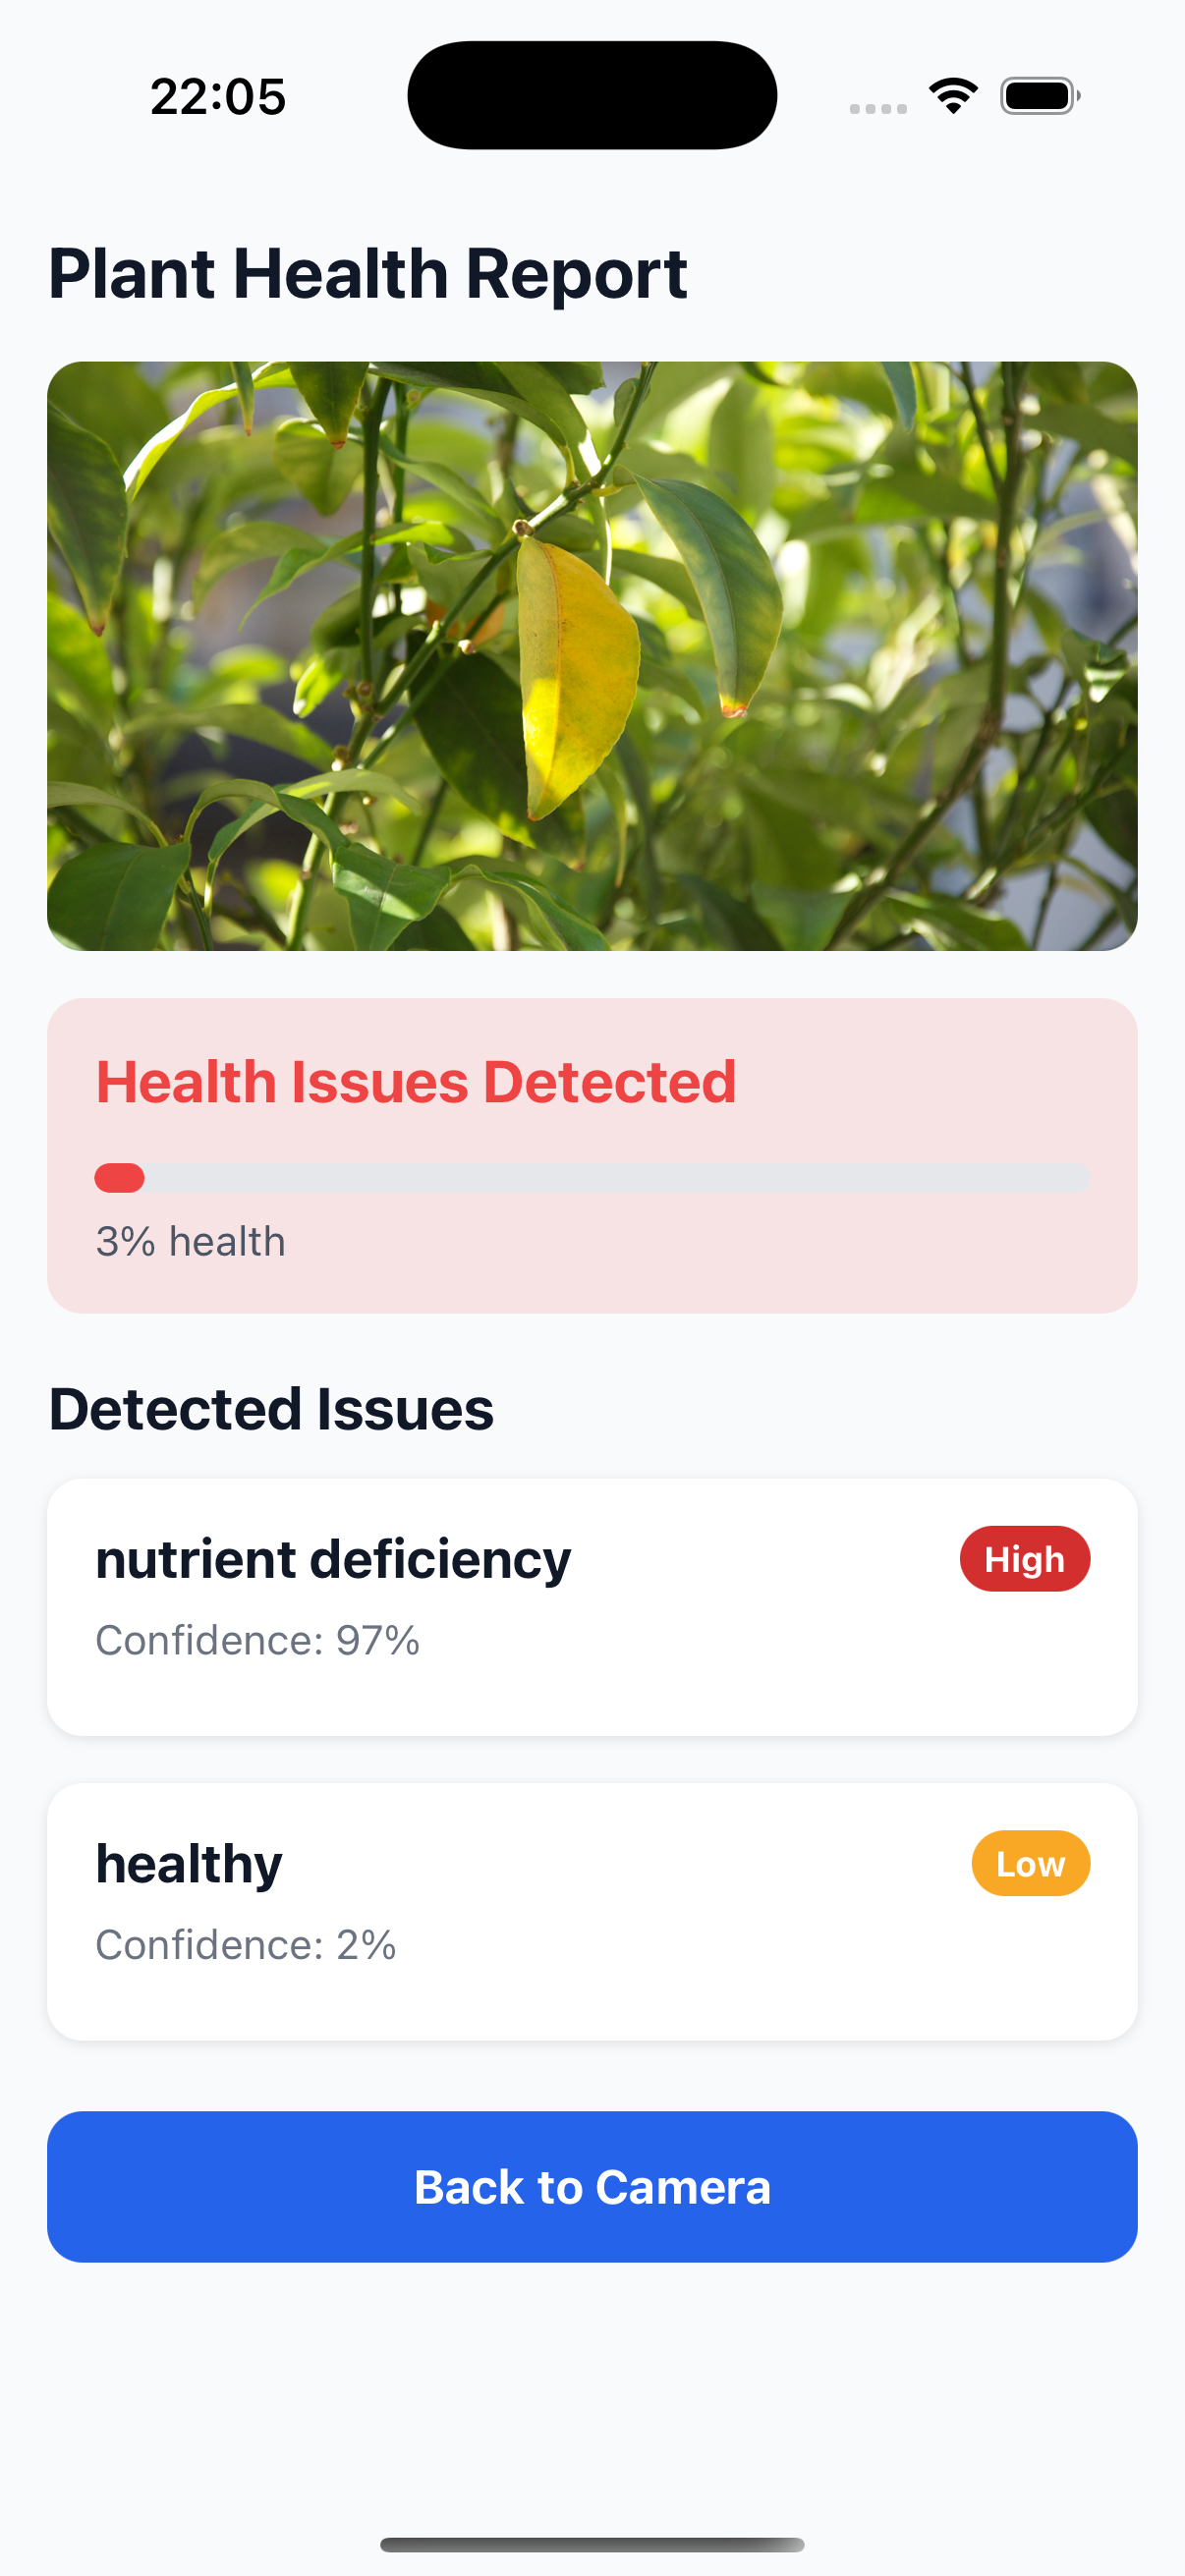 22:05
Plant Health Report
Health Issues Detected
3% health
Detected Issues
nutrient deficiency
High
Confidence: 97%
healthy
Low
Confidence: 2%
Back to Camera